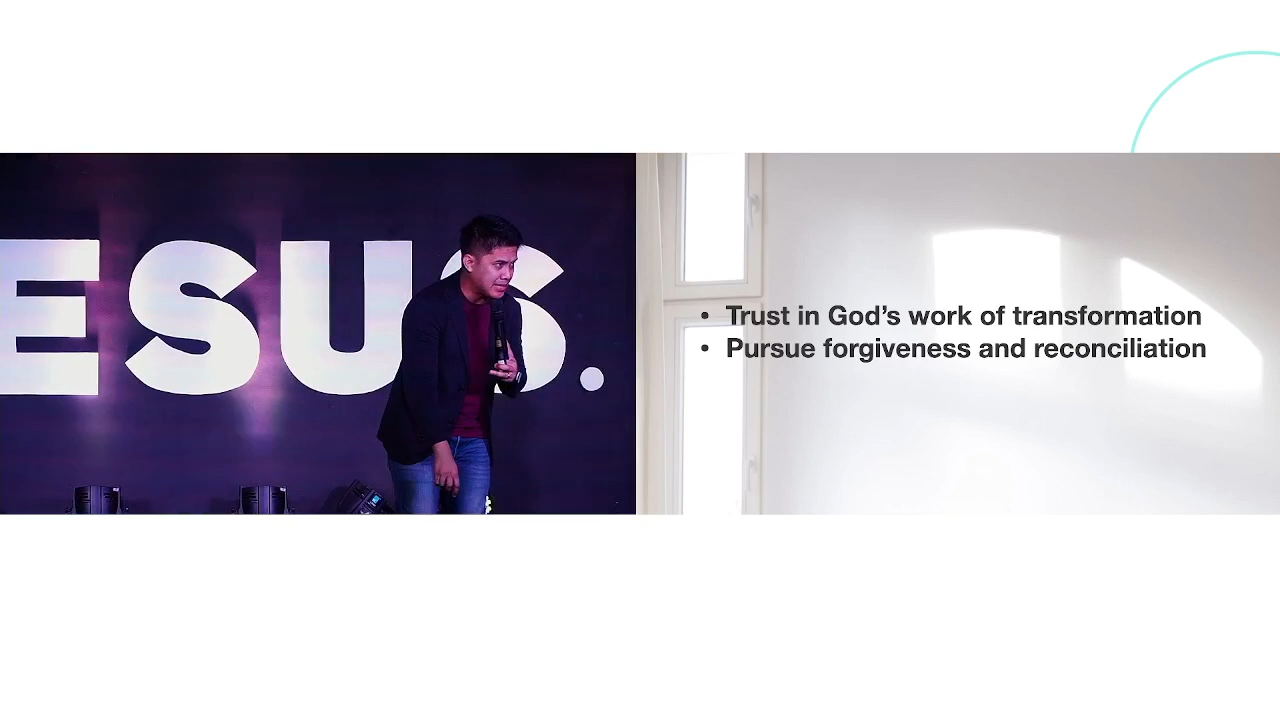 ESUS.
• Trust in God’s work of transformation
• Pursue forgiveness and reconciliation